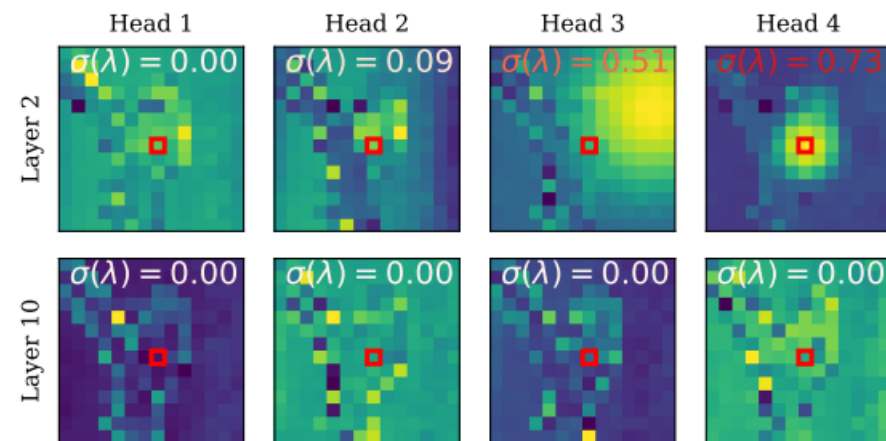 Head 1 Head 2 Head 3 Head 4
Layer 2
σ(λ) = 0.00 σ(λ) = 0.09 σ(λ) = 0.51 σ(λ) = 0.73
Layer 10
σ(λ) = 0.00 σ(λ) = 0.00 σ(λ) = 0.00 σ(λ) = 0.00